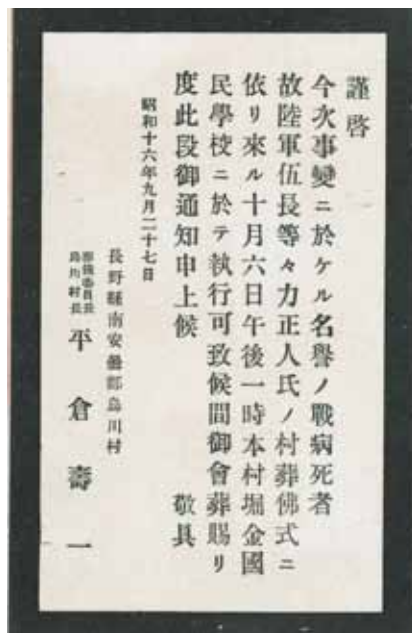 謹啓
今次事變ニ於ケル名譽ノ戰病死者
故陸軍伍長等々力正人氏ノ村葬佛式ニ
依リ來ル十月六日午後一時本村堀金國
民學校ニ於テ執行可致候間御會葬賜リ
度此段御通知申上候 敬具
昭和十六年九月二十七日
長野縣南安曇郡烏川村
葬儀委員長
烏川村長
平倉壽一